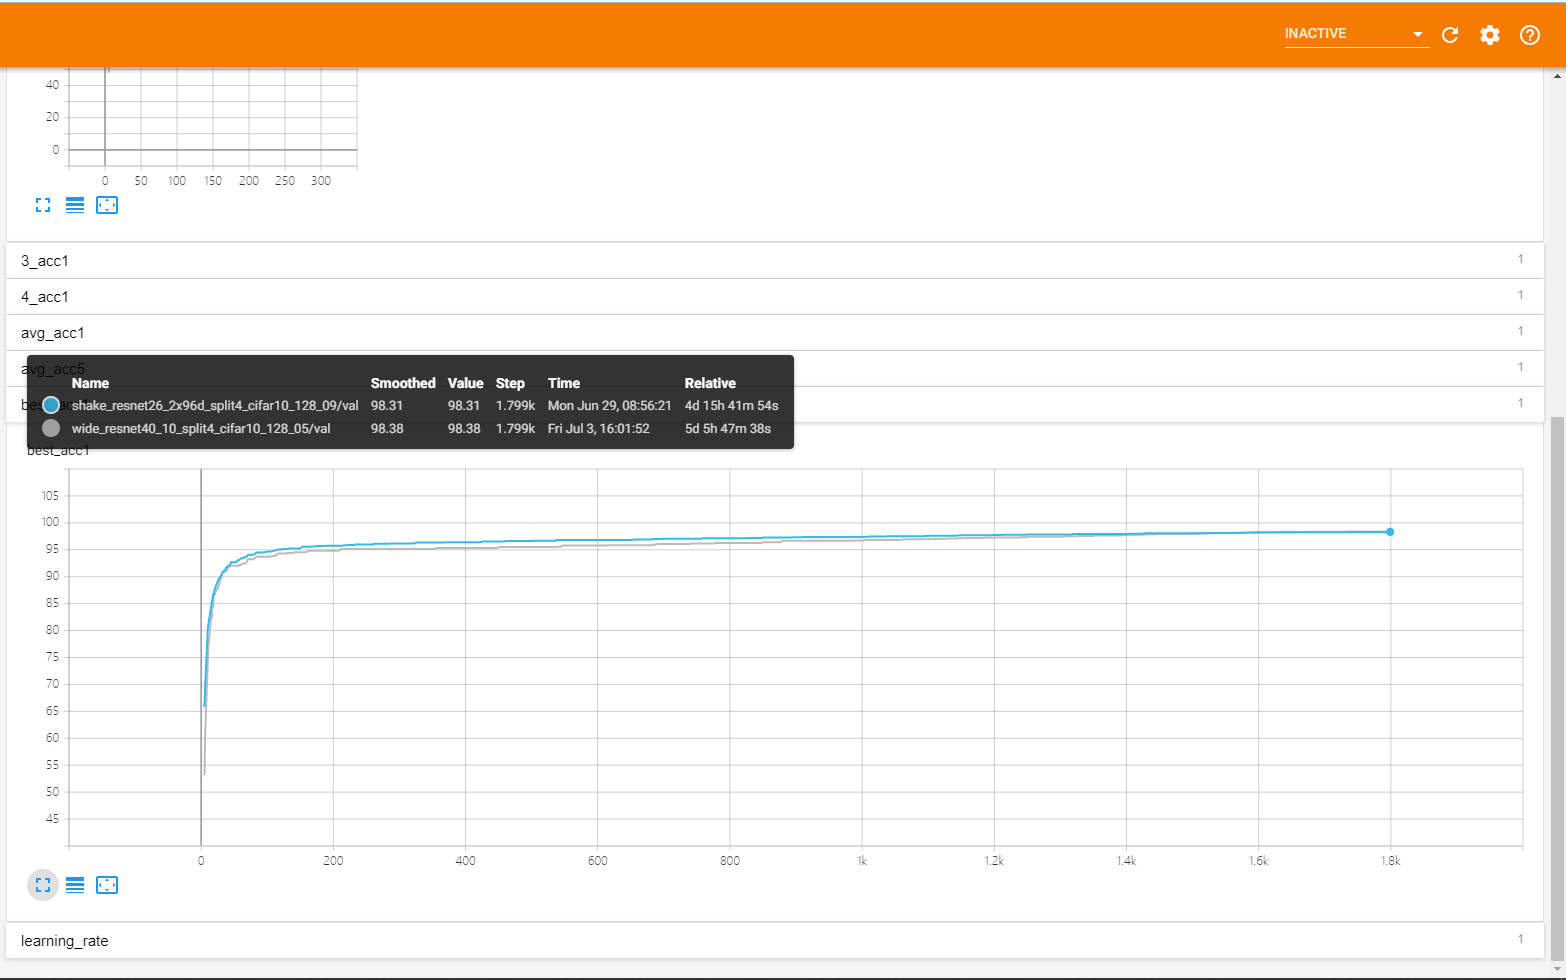 INACTIVE
40
20
0
0 50 100 150 200 250 300
3_acc1 1
4_acc1 1
avg_acc1 1
avg_acc5 1
1
Name Smoothed Value Step Time Relative
shake_resnet26_2x96d_split4_cifar10_128_09/val 98.31 98.31 1.799k Mon Jun 29, 08:56:21 4d 15h 41m 54s
wide_resnet40_10_split4_cifar10_128_05/val 98.38 98.38 1.799k Fri Jul 3, 16:01:52 5d 5h 47m 38s
best_acc1
105
100
95
90
85
80
75
70
65
60
55
50
45
0 200 400 600 800 1k 1.2k 1.4k 1.6k 1.8k
learning_rate 1